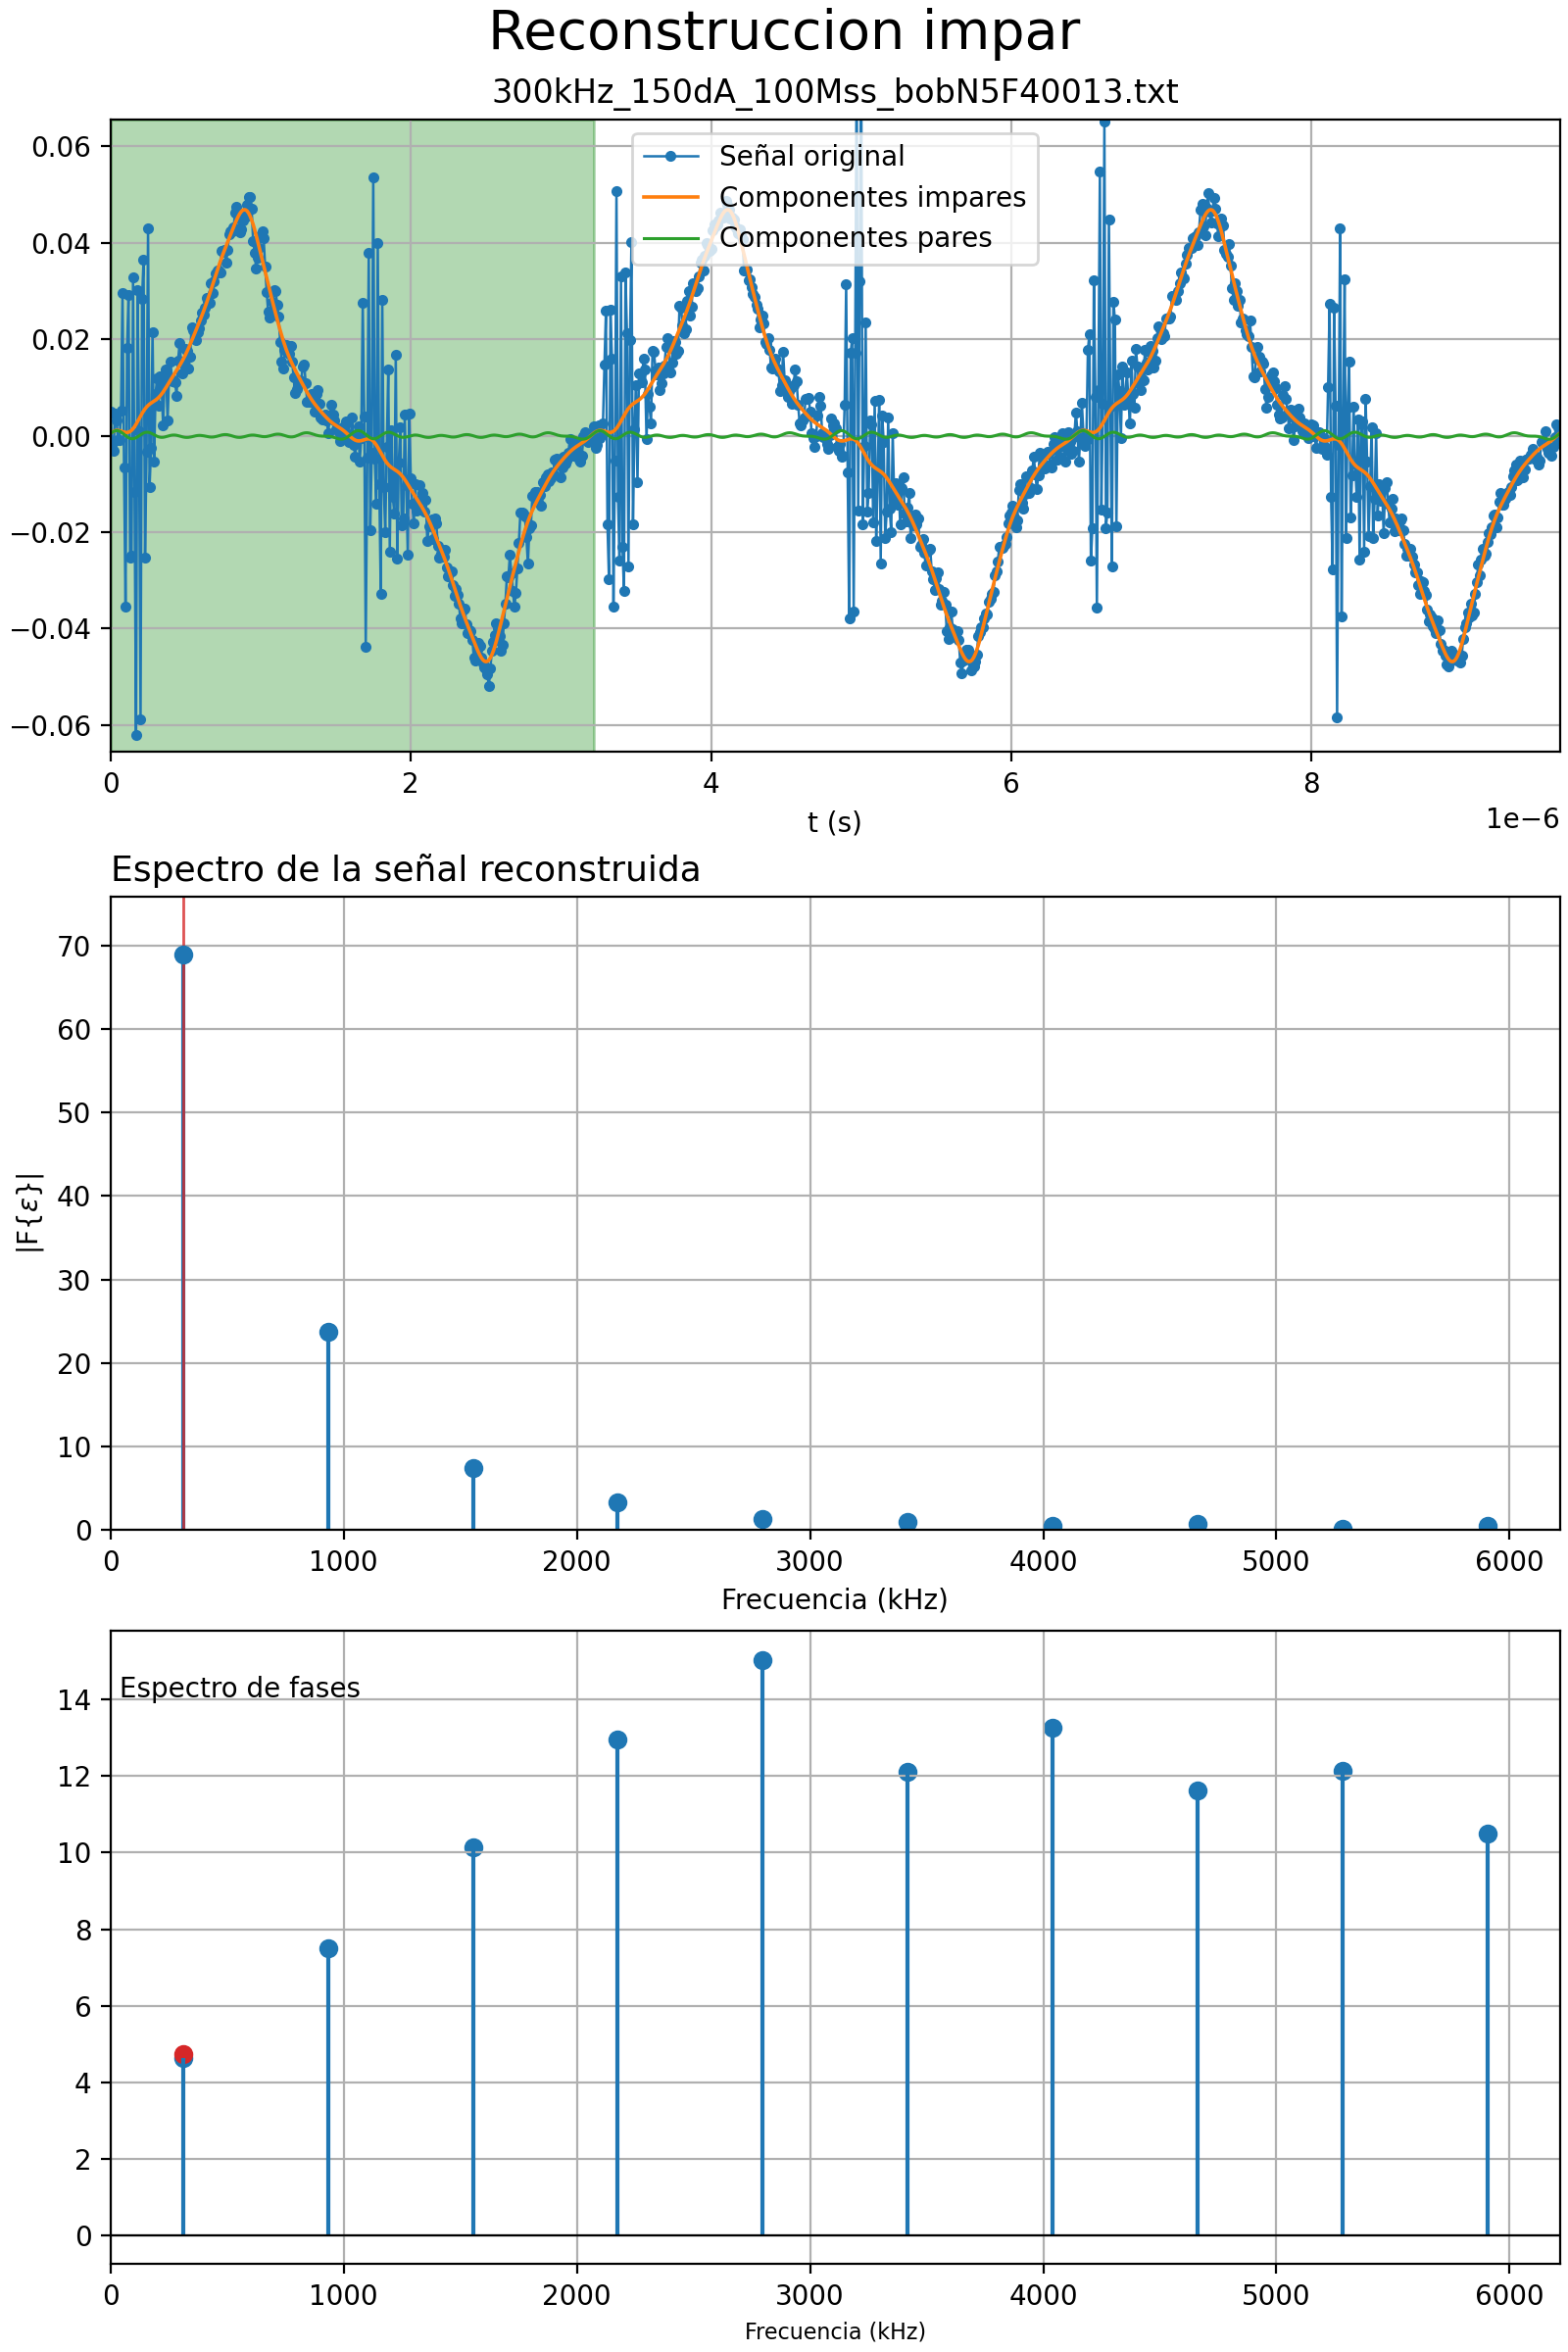 Reconstruccion impar
300kHz_150dA_100Mss_bobN5F40013.txt
Señal original
Componentes impares
Componentes pares
0.06
0.04
0.02
0.00
−0.02
−0.04
−0.06
0 2 4 6 8
1e−6
t (s)
Espectro de la señal reconstruida
|F{ε}|
70
60
50
40
30
20
10
0
0 1000 2000 3000 4000 5000 6000
Frecuencia (kHz)
Espectro de fases
14
12
10
8
6
4
2
0
0 1000 2000 3000 4000 5000 6000
Frecuencia (kHz)